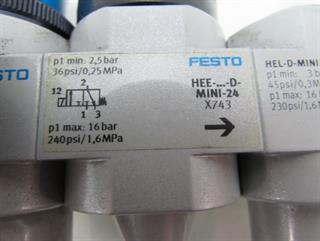 ESTO
p1 min: 2,5 bar
36psi/0,25MPa
12
2
1 3
p1 max: 16 bar
240psi/1,6MPa
FESTO
HEE-...-D-
MINI-24
X743
HEL-D-MINI
p1 min: 3 b
45psi/0,3M
p1 max: 16
230psi/1,6